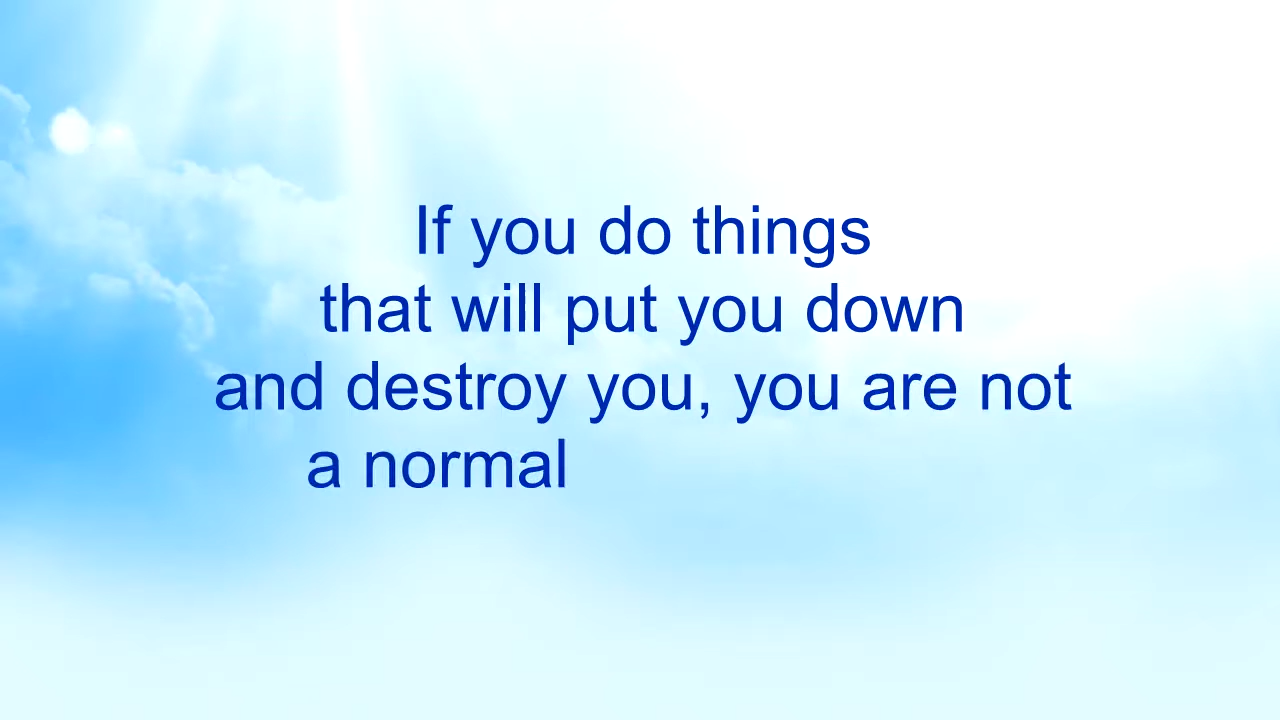 If you do things
that will put you down
and destroy you, you are not
a normal